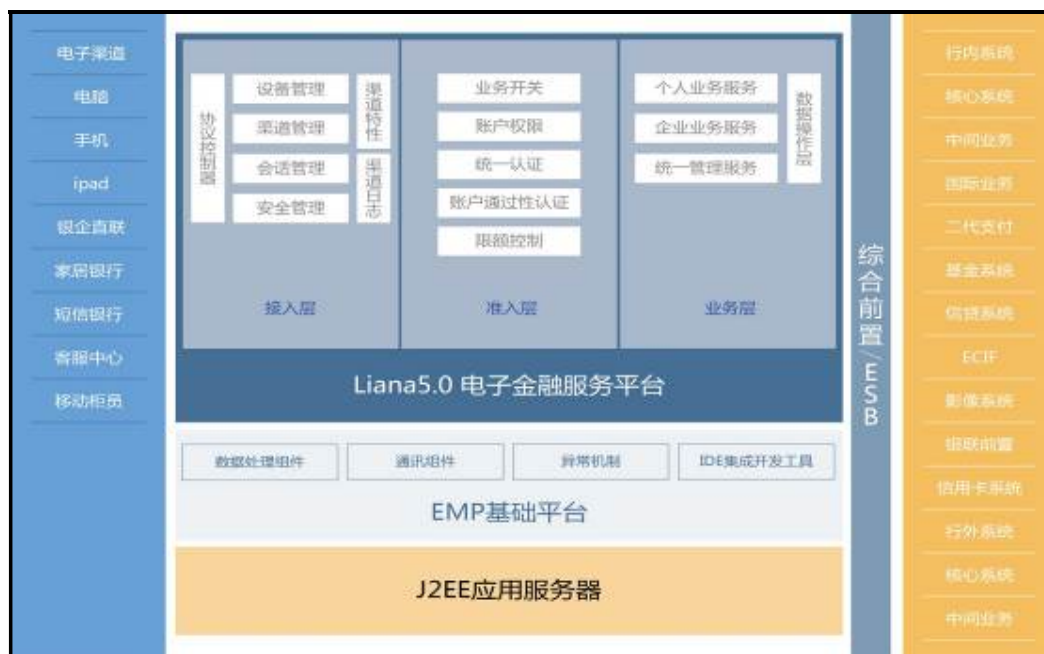 电子渠道
电脑
手机
ipad
银企直联
家居银行
短信银行
客服中心
移动柜员
协议控制器
设备管理
渠道管理
会话管理
安全管理
渠道特性
渠道日志
接入层
业务开关
账户权限
统一认证
账户通过性认证
限额控制
准入层
个人业务服务
企业业务服务
统一管理服务
数据操作层
业务层
Liana5.0 电子金融服务平台
数据处理组件
通讯组件
异常机制
IDE集成开发工具
EMP基础平台
J2EE应用服务器
综合前置/ESB
行内系统
核心系统
中间业务
国际业务
二代支付
基金系统
信贷系统
ECIF
影像系统
银联前置
信用卡系统
行外系统
核心系统
中间业务